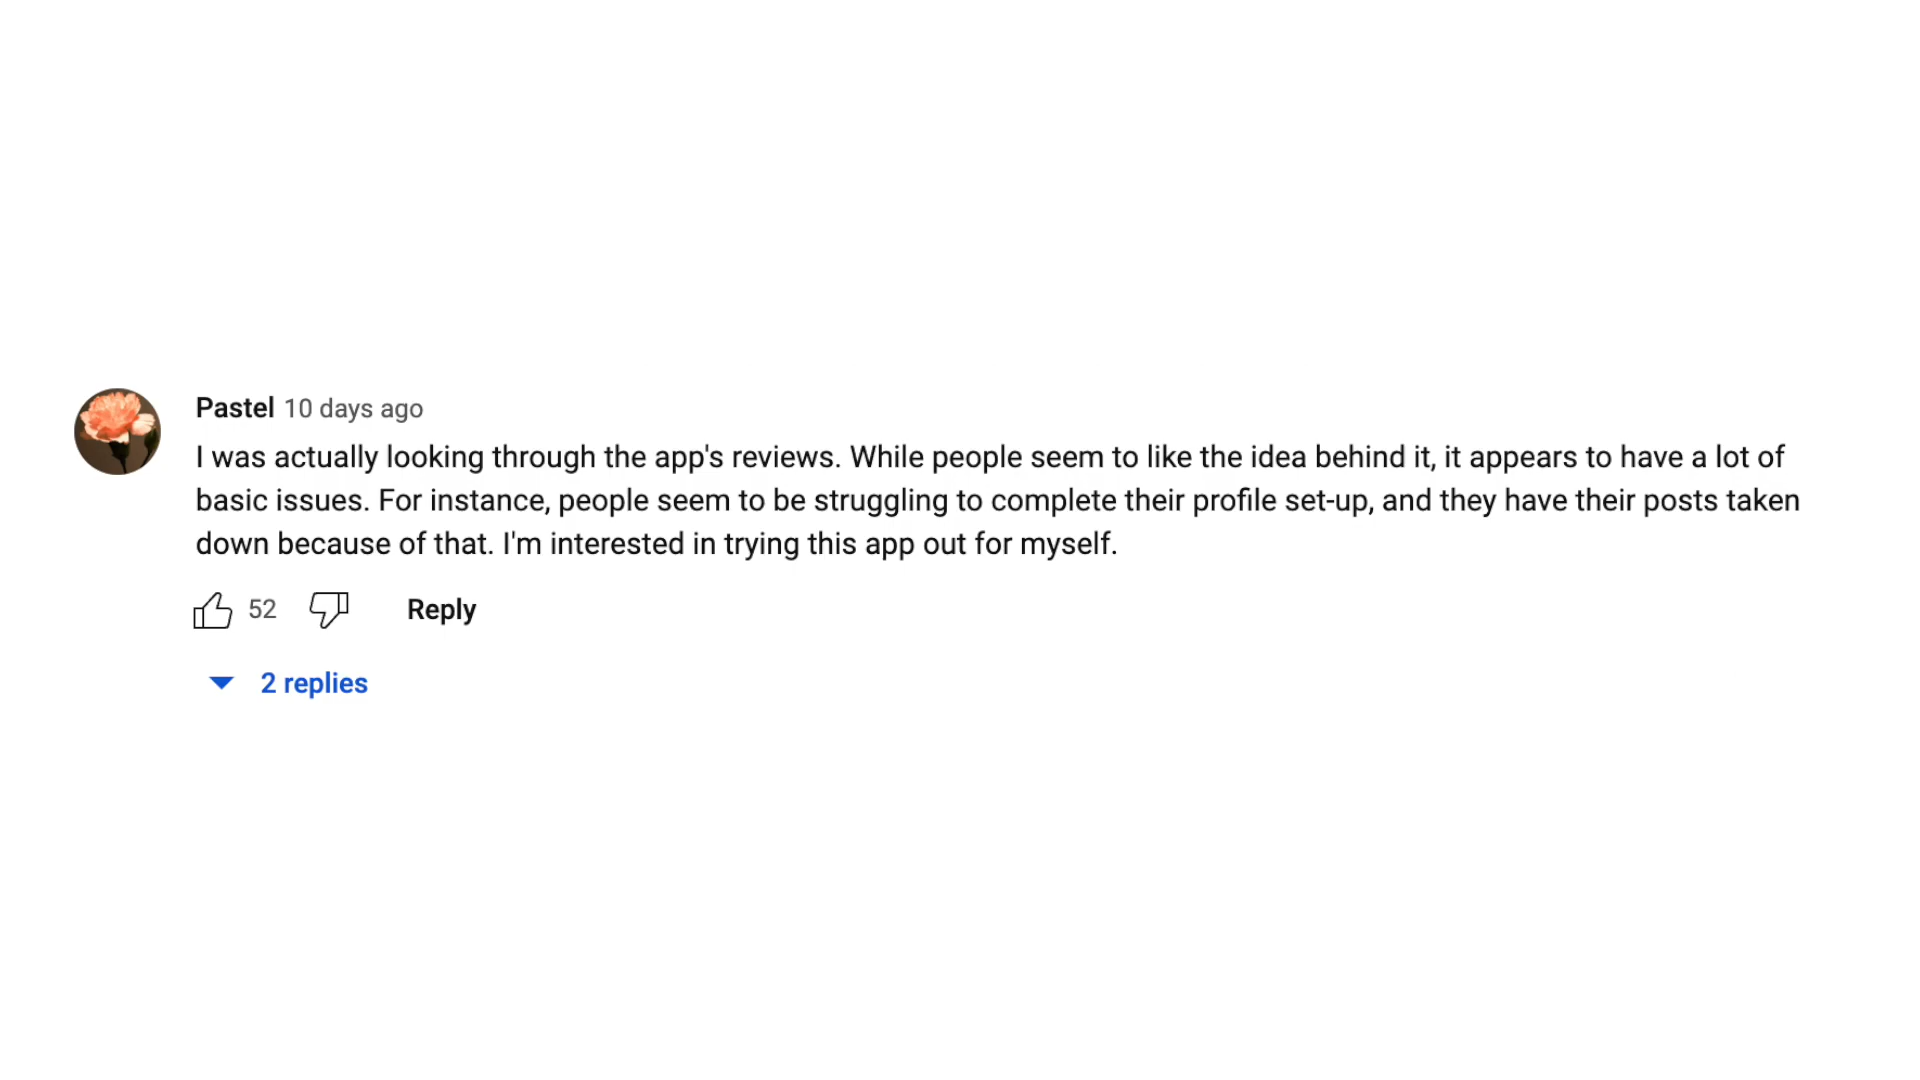 Pastel 10 days ago
I was actually looking through the app's reviews. While people seem to like the idea behind it, it appears to have a lot of
basic issues. For instance, people seem to be struggling to complete their profile set-up, and they have their posts taken
down because of that. I'm interested in trying this app out for myself.
52 Reply
2 replies